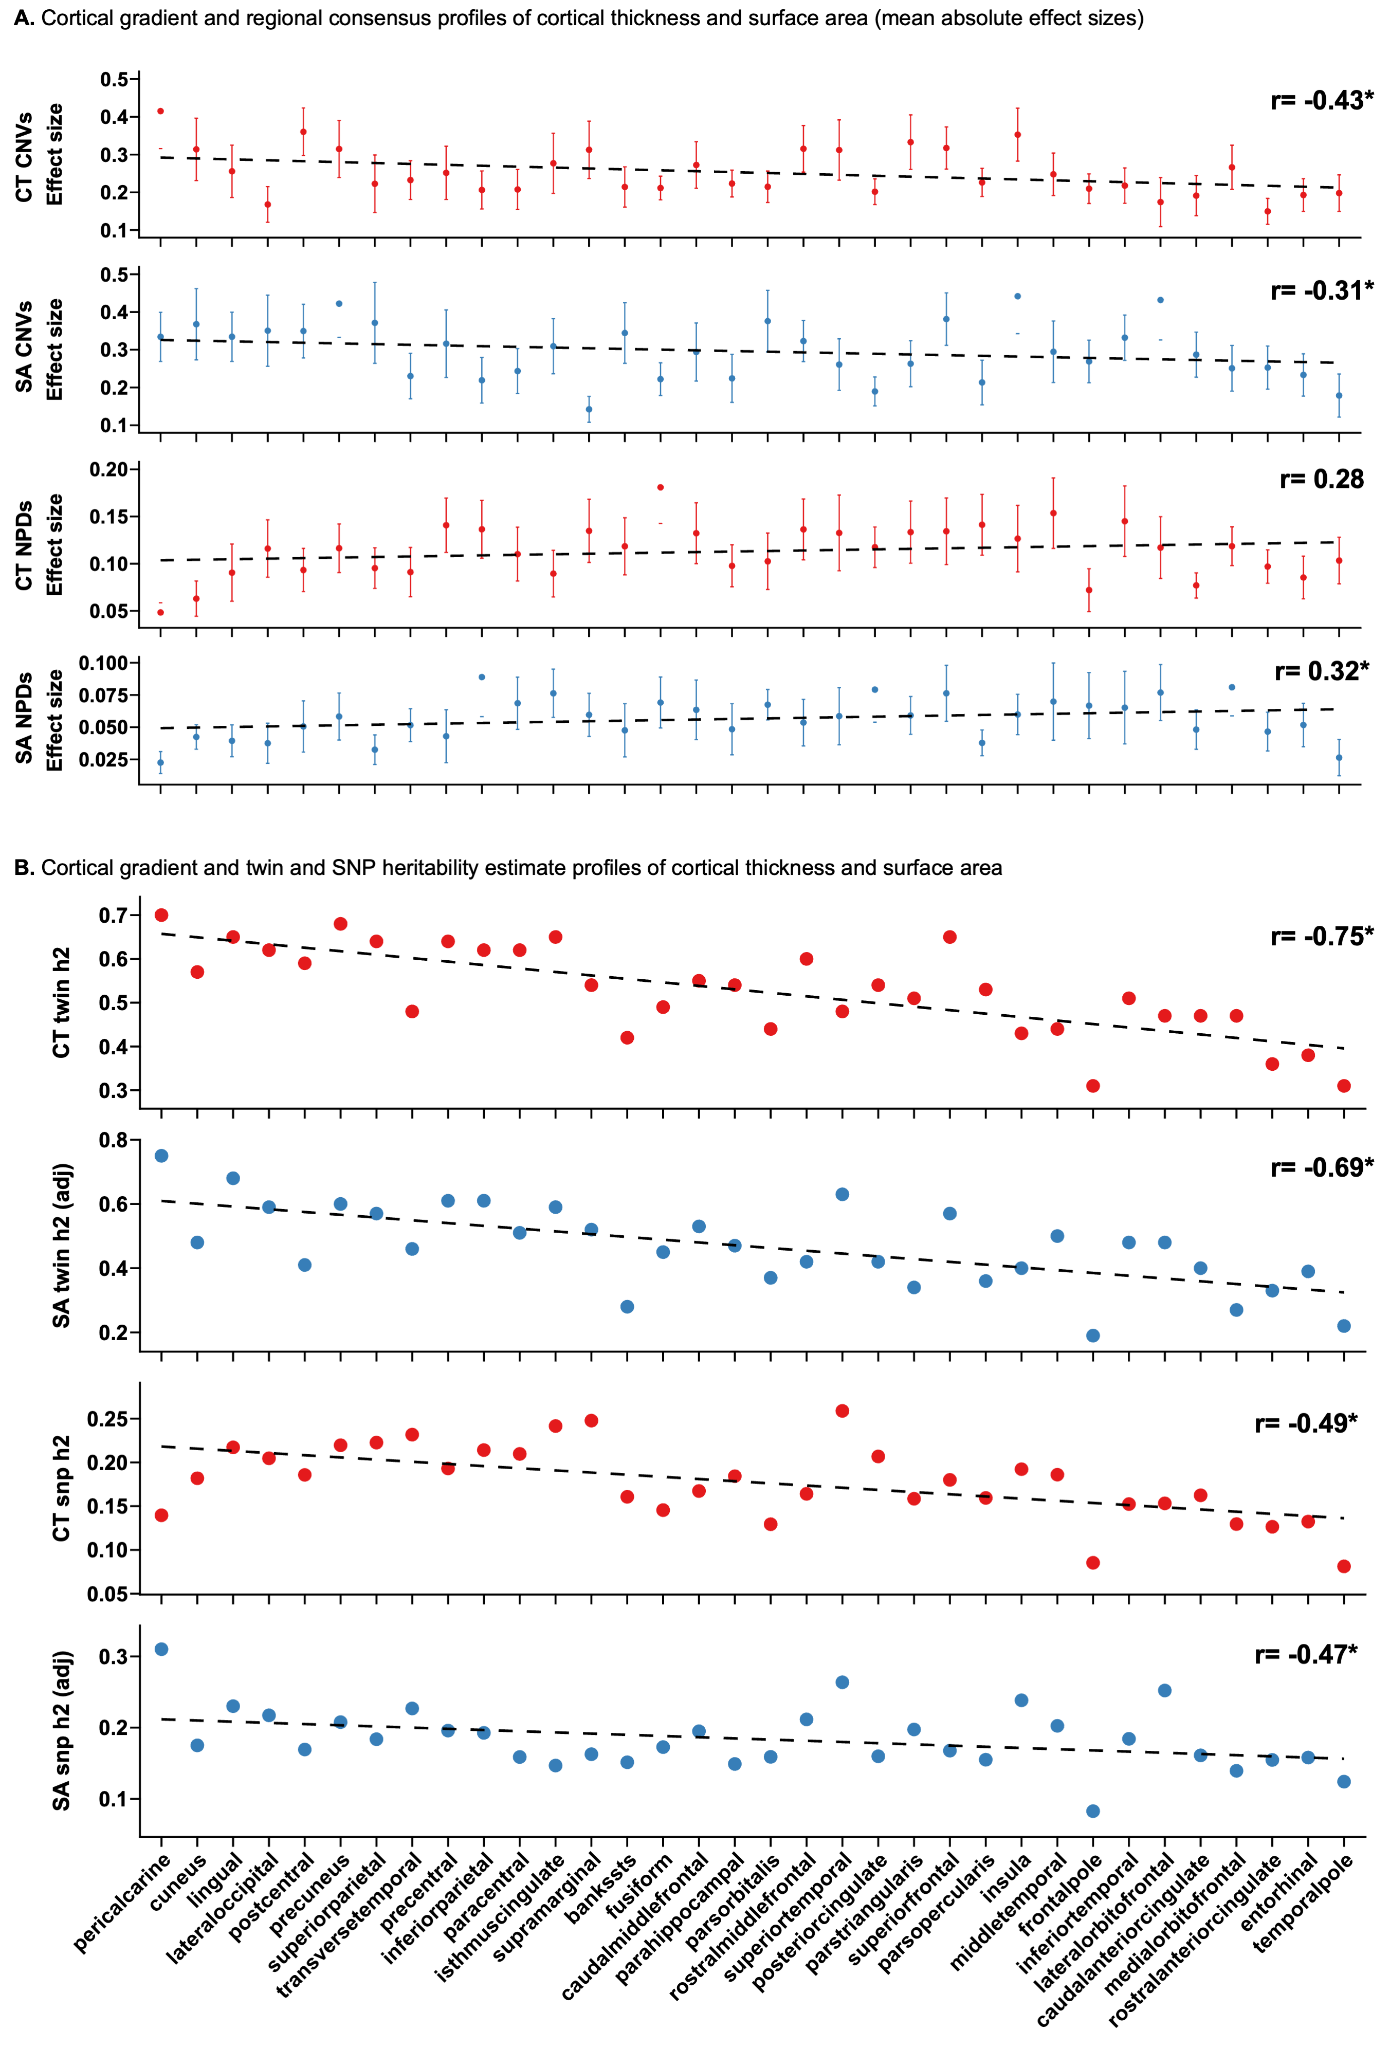 A. Cortical gradient and regional consensus profiles of cortical thickness and surface area (mean absolute effect sizes)
CT CNVs
Effect size
0.5
0.4
0.3
0.2
0.1
r= -0.43*
SA CNVs
Effect size
0.5
0.4
0.3
0.2
0.1
r= -0.31*
CT NPDs
Effect size
0.20
0.15
0.10
0.05
r= 0.28
SA NPDs
Effect size
0.100
0.075
0.050
0.025
r= 0.32*
B. Cortical gradient and twin and SNP heritability estimate profiles of cortical thickness and surface area
CT twin h2
0.7
0.6
0.5
0.4
0.3
r= -0.75*
SA twin h2 (adj)
0.8
0.6
0.4
0.2
r= -0.69*
CT snp h2
0.25
0.20
0.15
0.10
0.05
r= -0.49*
SA snp h2 (adj)
0.3
0.2
0.1
r= -0.47*
pericalcarine
cuneus
lingual
lateraloccipital
postcentral
precuneus
superiorparietal
transversetemporal
precentral
inferiorparietal
paracentral
isthmuscingulate
supramarginal
bankssts
fusiform
caudalmiddlefrontal
parahippocampal
parsorbitalis
rostralmiddlefrontal
superiortemporal
posteriorcingulate
parstriangularis
superiorfrontal
parsopercularis
insula
middletemporal
frontalpole
inferiortemporal
lateralorbitofrontal
caudalanteriorcingulate
medialorbitofrontal
rostralanteriorcingulate
entorhinal
temporalpole